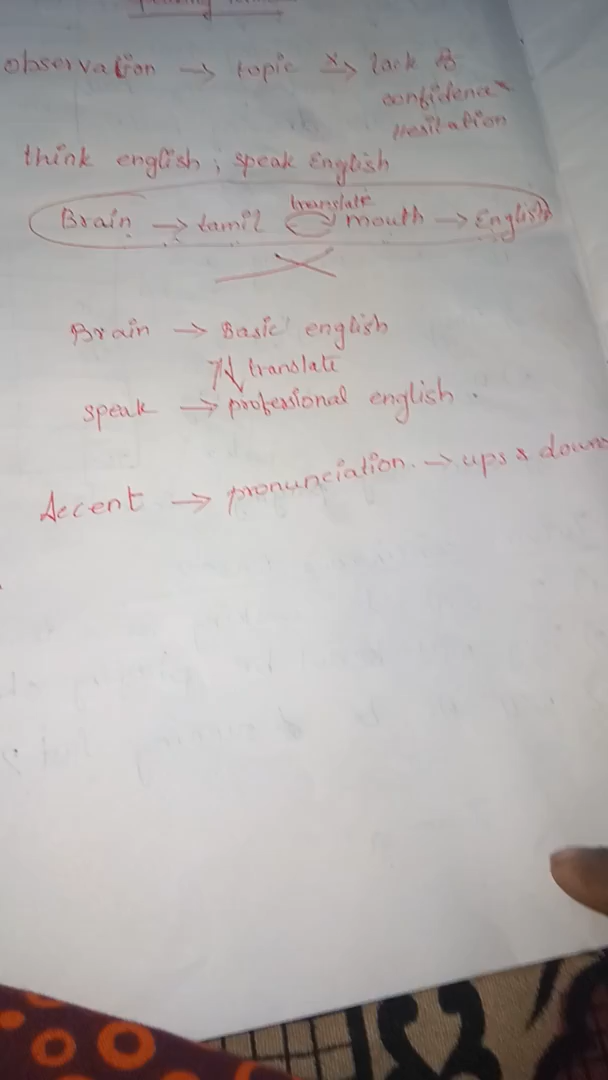 observation → topic x→ lack of
confidence
Hesitation
think english ; speak English
translate
Brain → tamil mouth → English
Brain → Basic english
translate
speak → professional english.
Accent → pronunciation. → ups & downs